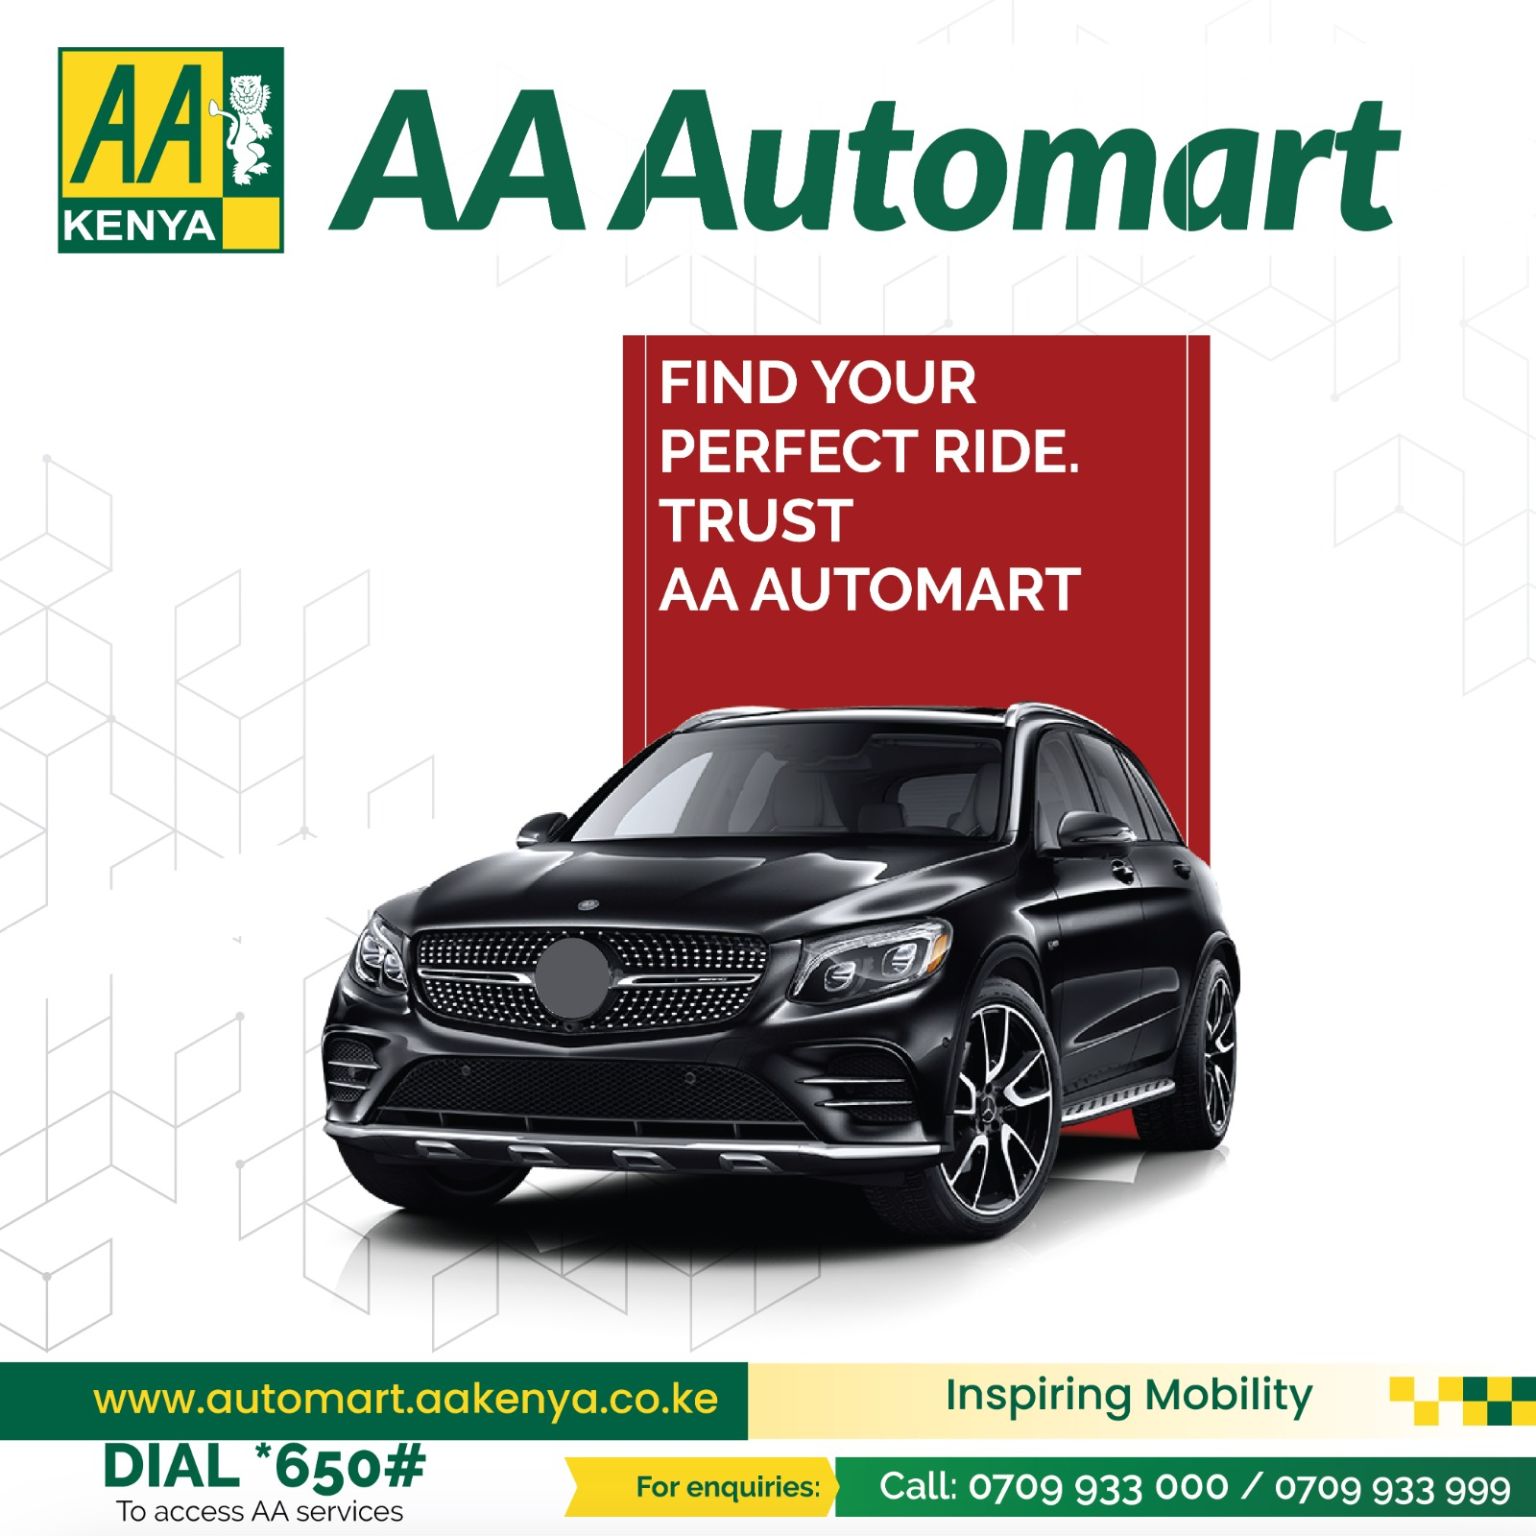 AA
KENYA
AA Automart
FIND YOUR
PERFECT RIDE.
TRUST
AA AUTOMART
www.automart.aakenya.co.ke
Inspiring Mobility
DIAL *650#
To access AA services
For enquiries:
Call: 0709 933 000 / 0709 933 999